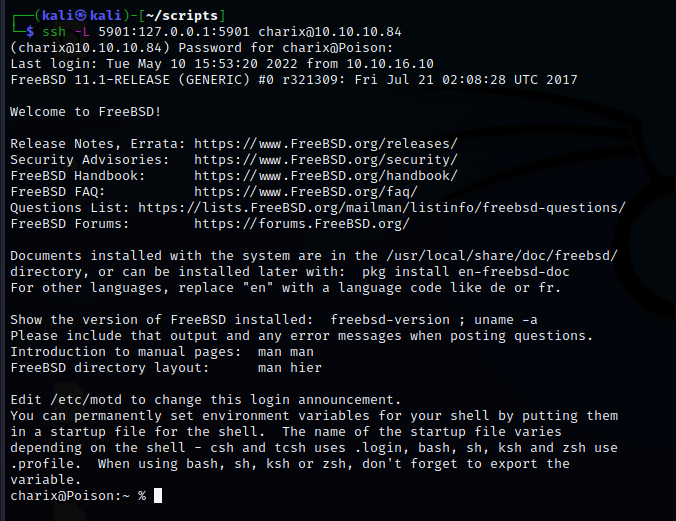 ┌──(kali㉿kali)-[~/scripts]
└─$ ssh -L 5901:127.0.0.1:5901 charix@10.10.10.84
(charix@10.10.10.84) Password for charix@Poison:
Last login: Tue May 10 15:53:20 2022 from 10.10.16.10
FreeBSD 11.1-RELEASE (GENERIC) #0 r321309: Fri Jul 21 02:08:28 UTC 2017

Welcome to FreeBSD!

Release Notes, Errata: https://www.FreeBSD.org/releases/
Security Advisories:   https://www.FreeBSD.org/security/
FreeBSD Handbook:      https://www.FreeBSD.org/handbook/
FreeBSD FAQ:           https://www.FreeBSD.org/faq/
Questions List: https://lists.FreeBSD.org/mailman/listinfo/freebsd-questions/
FreeBSD Forums:        https://forums.FreeBSD.org/

Documents installed with the system are in the /usr/local/share/doc/freebsd/
directory, or can be installed later with:  pkg install en-freebsd-doc
For other languages, replace "en" with a language code like de or fr.

Show the version of FreeBSD installed:  freebsd-version ; uname -a
Please include that output and any error messages when posting questions.
Introduction to manual pages:  man man
FreeBSD directory layout:      man hier

Edit /etc/motd to change this login announcement.
You can permanently set environment variables for your shell by putting them
in a startup file for the shell.  The name of the startup file varies
depending on the shell - csh and tcsh uses .login, bash, sh, ksh and zsh use
.profile.  When using bash, sh, ksh or zsh, don't forget to export the
variable.
charix@Poison:~ %